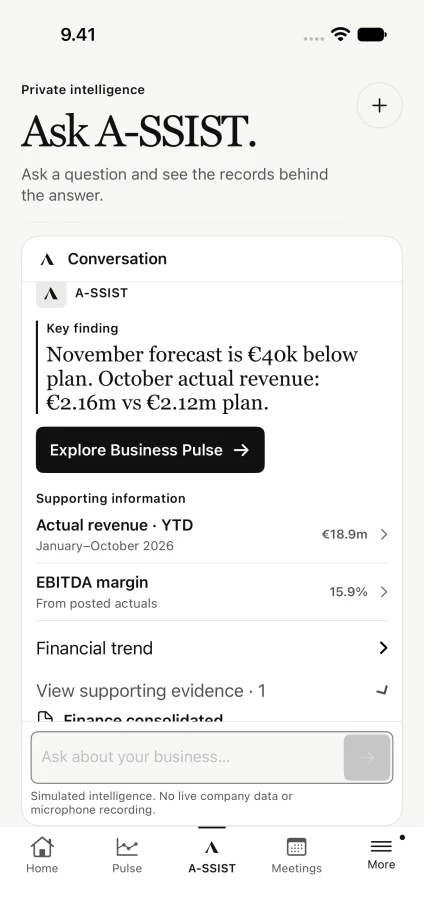 9.41
Private intelligence
Ask A-SSIST.
Ask a question and see the records behind
the answer.
Conversation
A-SSIST
Key finding
November forecast is €40k below
plan. October actual revenue:
€2.16m vs €2.12m plan.
Explore Business Pulse →
Supporting information
Actual revenue · YTD
€18.9m
January–October 2026
EBITDA margin
15.9%
From posted actuals
Financial trend
View supporting evidence · 1
Finance consolidated
Ask about your business...
Simulated intelligence. No live company data or
microphone recording.
Home
Pulse
A-SSIST
Meetings
More